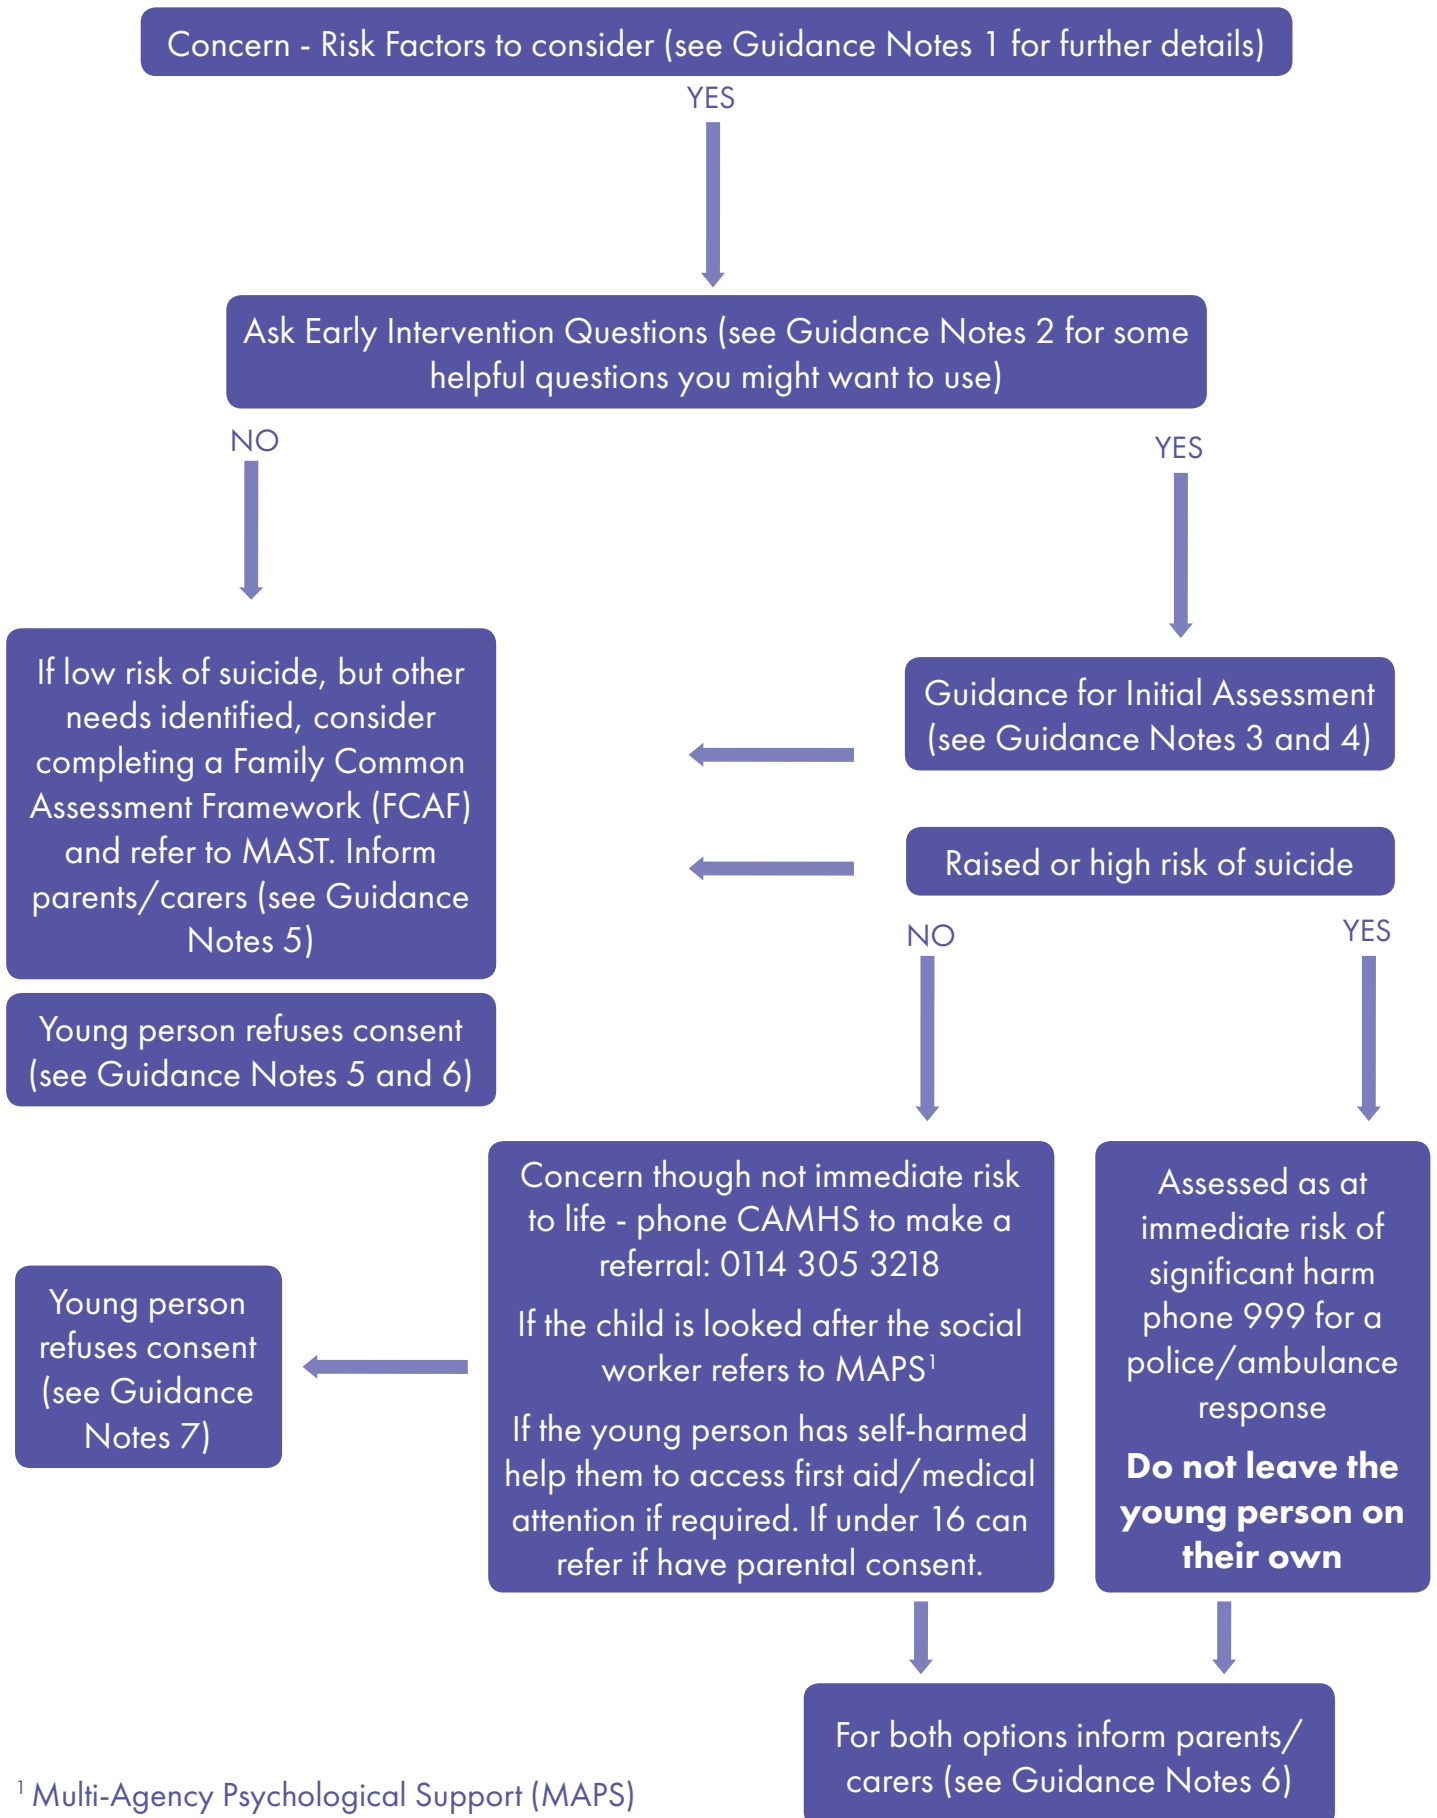 Concern - Risk Factors to consider (see Guidance Notes 1 for further details)
YES
Ask Early Intervention Questions (see Guidance Notes 2 for some
helpful questions you might want to use)
NO
YES
If low risk of suicide, but other
needs identified, consider
completing a Family Common
Assessment Framework (FCAF)
and refer to MAST. Inform
parents/carers (see Guidance
Notes 5)
Guidance for Initial Assessment
(see Guidance Notes 3 and 4)
Raised or high risk of suicide
NO
YES
Young person refuses consent
(see Guidance Notes 5 and 6)
Concern though not immediate risk
to life - phone CAMHS to make a
referral: 0114 305 3218
If the child is looked after the social
worker refers to MAPS¹
If the young person has self-harmed
help them to access first aid/medical
attention if required. If under 16 can
refer if have parental consent.
Assessed as at
immediate risk of
significant harm
phone 999 for a
police/ambulance
response
Do not leave the
young person on
their own
Young person
refuses consent
(see Guidance
Notes 7)
For both options inform parents/
carers (see Guidance Notes 6)
¹ Multi-Agency Psychological Support (MAPS)